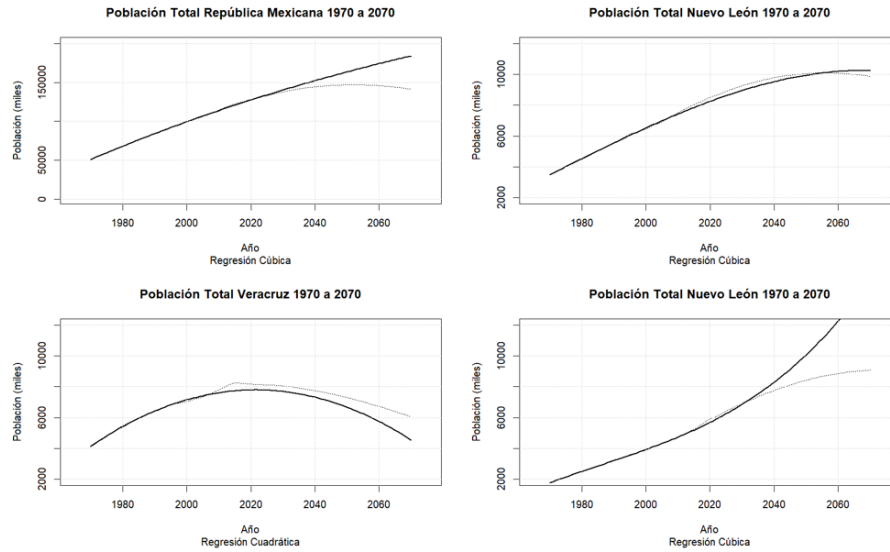 Población Total República Mexicana 1970 a 2070
Población (miles)
150000
50000
0
1980 2000 2020 2040 2060
Año
Regresión Cúbica
Población Total Nuevo León 1970 a 2070
Población (miles)
10000
6000
2000
1980 2000 2020 2040 2060
Año
Regresión Cúbica
Población Total Veracruz 1970 a 2070
Población (miles)
10000
6000
2000
1980 2000 2020 2040 2060
Año
Regresión Cuadrática
Población Total Nuevo León 1970 a 2070
Población (miles)
10000
6000
2000
1980 2000 2020 2040 2060
Año
Regresión Cúbica